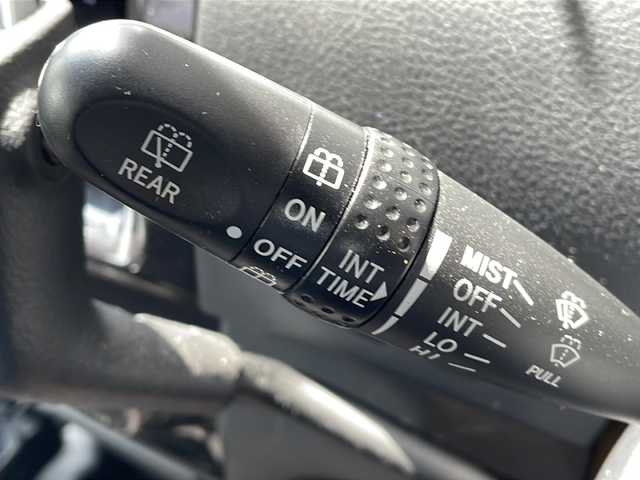 REAR
ON
OFF
INT
TIME
MIST
OFF
INT
LO
HI
PULL